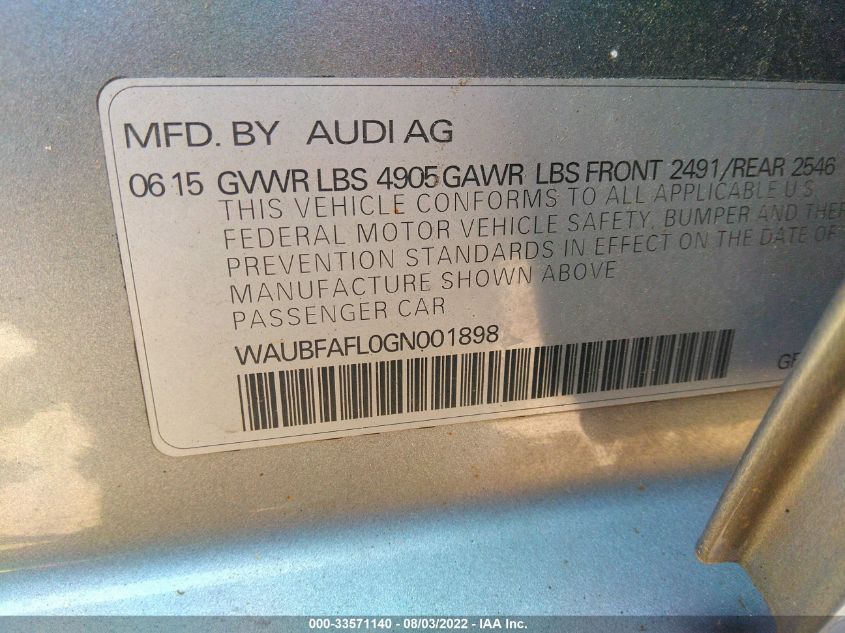 MFD. BY AUDI AG
06 15 GVWR LBS 4905 GAWR LBS FRONT 2491/REAR 2546
THIS VEHICLE CONFORMS TO ALL APPLICABLE U.S.
FEDERAL MOTOR VEHICLE SAFETY, BUMPER AND THEF
PREVENTION STANDARDS IN EFFECT ON THE DATE OF
MANUFACTURE SHOWN ABOVE
PASSENGER CAR
WAUBFAFL0GN001898
000-33571140 - 08/03/2022 - IAA Inc.